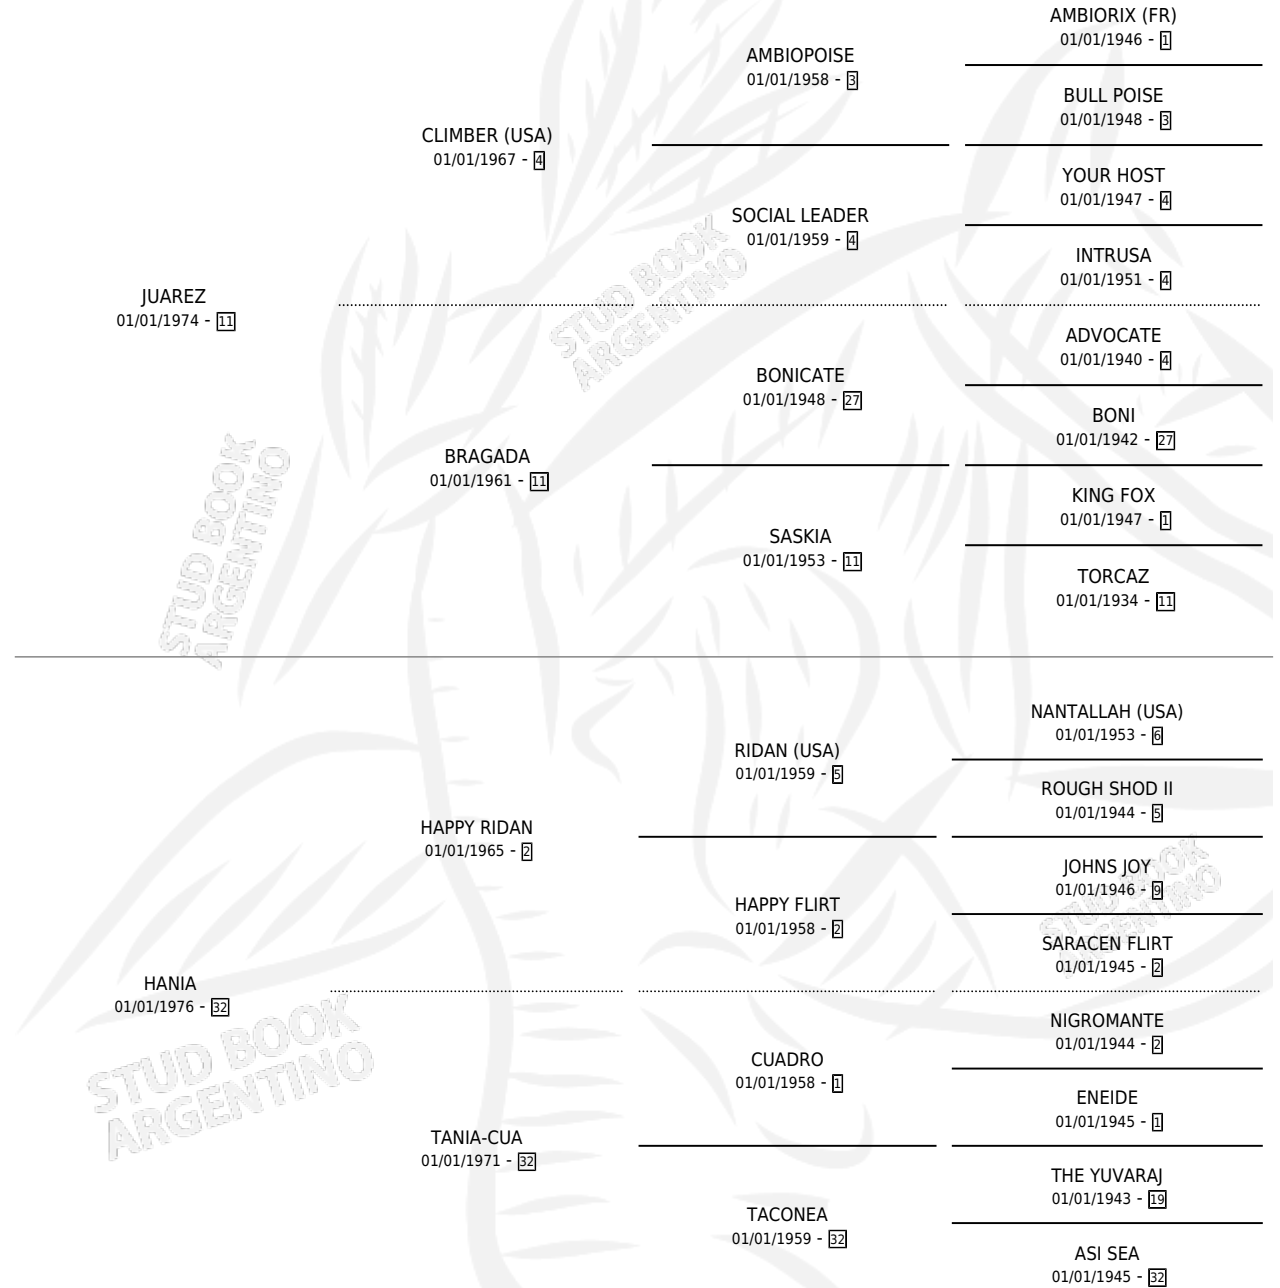 AMBIORIX (FR)
01/01/1946 - 1
AMBIOPOISE
01/01/1958 - 3
BULL POISE
01/01/1948 - 3
CLIMBER (USA)
01/01/1967 - 4
YOUR HOST
01/01/1947 - 4
SOCIAL LEADER
01/01/1959 - 4
INTRUSA
01/01/1951 - 4
JUAREZ
01/01/1974 - 11
ADVOCATE
01/01/1940 - 4
BONICATE
01/01/1948 - 27
BONI
01/01/1942 - 27
BRAGADA
01/01/1961 - 11
KING FOX
01/01/1947 - 1
SASKIA
01/01/1953 - 11
TORCAZ
01/01/1934 - 11
NANTALLAH (USA)
01/01/1953 - 6
RIDAN (USA)
01/01/1959 - 5
ROUGH SHOD II
01/01/1944 - 5
HAPPY RIDAN
01/01/1965 - 2
JOHNS JOY
01/01/1946 - 9
HAPPY FLIRT
01/01/1958 - 2
SARACEN FLIRT
01/01/1945 - 2
HANIA
01/01/1976 - 32
NIGROMANTE
01/01/1944 - 2
CUADRO
01/01/1958 - 1
ENEIDE
01/01/1945 - 1
TANIA-CUA
01/01/1971 - 32
THE YUVARAJ
01/01/1943 - 19
TACONEA
01/01/1959 - 32
ASI SEA
01/01/1945 - 32
STUD BOOK
ARGENTINO
STUD BOOK
ARGENTINO
STUD BOOK
ARGENTINO
STUD BOOK
ARGENTINO